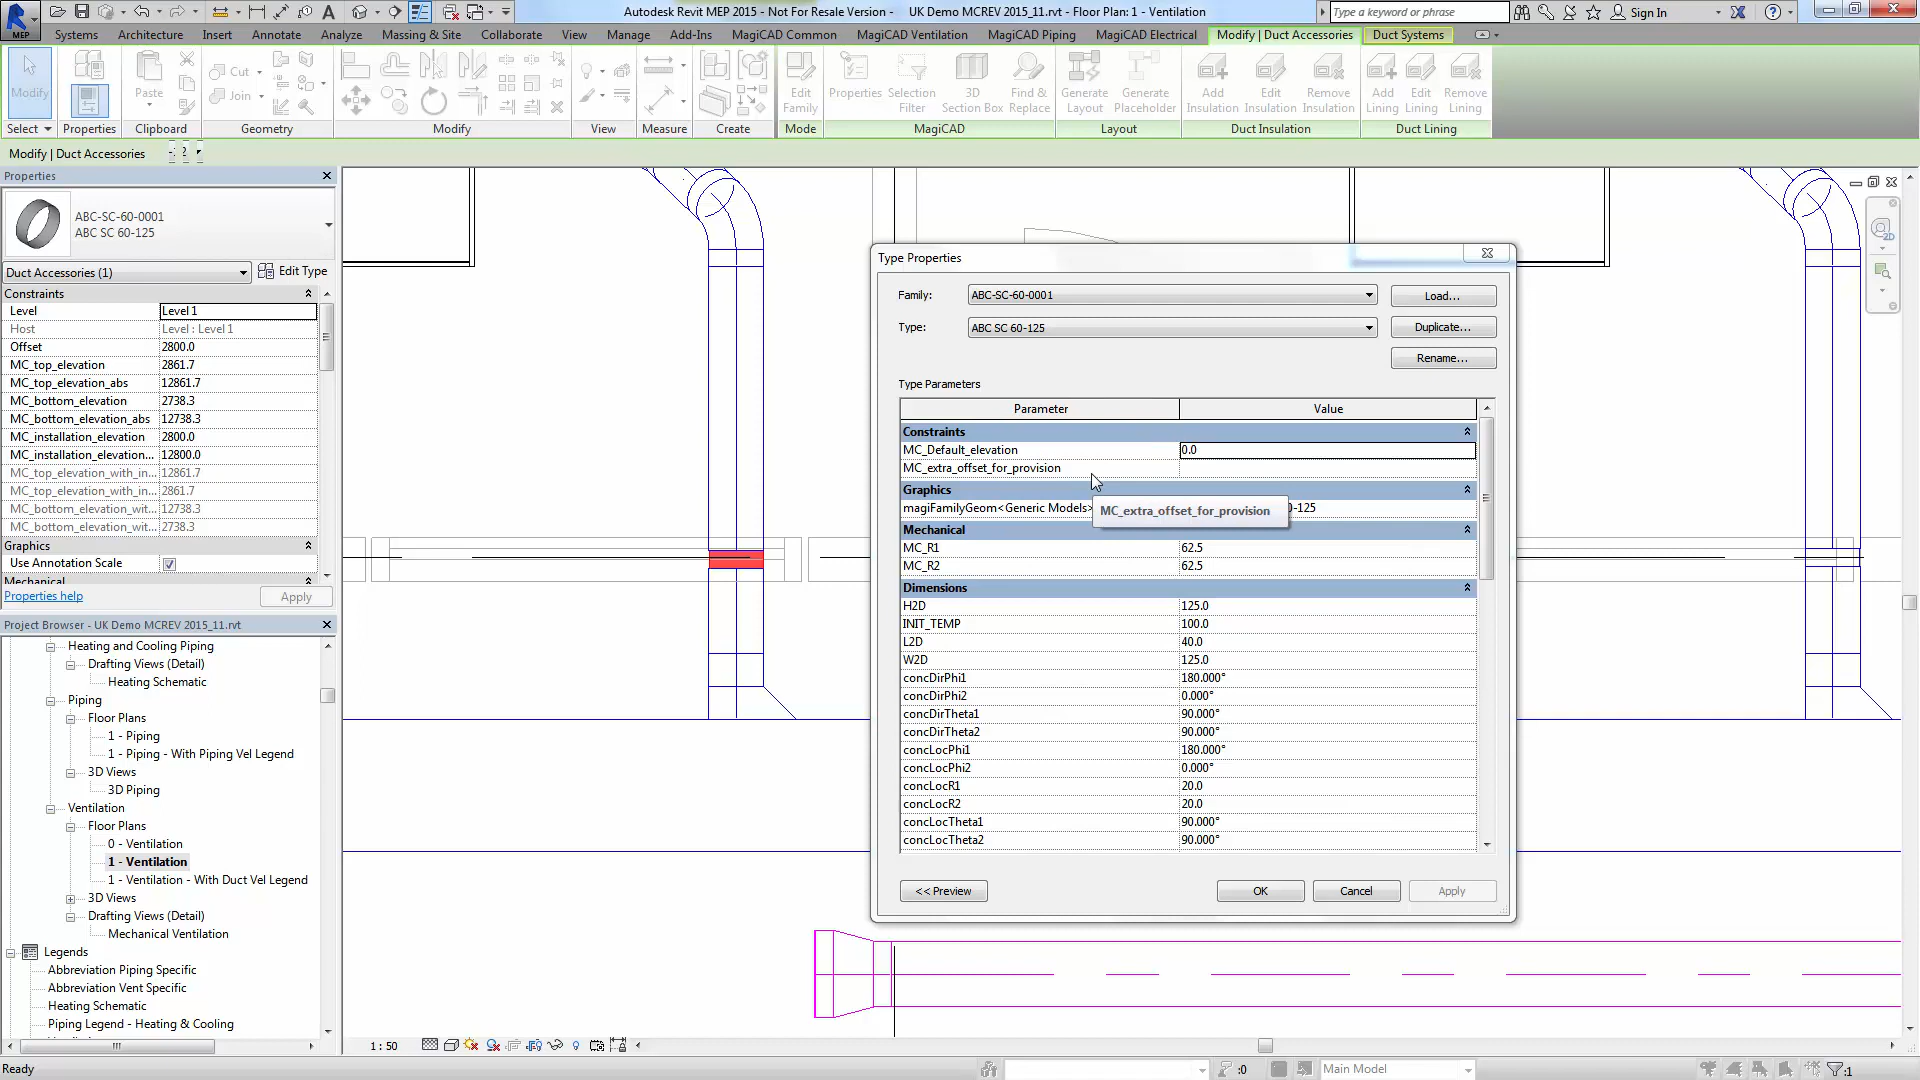 Autodesk Revit MEP 2015 - Not For Resale Version - UK Demo MCREV 2015_11.rvt - Floor Plan: 1 - Ventilation
Type a keyword or phrase
Sign In
MEP
Systems Architecture Insert Annotate Analyze Massing & Site Collaborate View Manage Add-Ins MagiCAD Common MagiCAD Ventilation MagiCAD Piping MagiCAD Electrical Modify | Duct Accessories Duct Systems
Modify
Paste
Cut
Join
Edit Family
Properties
Selection Filter
3D Section Box
Find & Replace
Generate Layout
Generate Placeholder
Add Insulation
Edit Insulation
Remove Insulation
Add Lining
Edit Lining
Remove Lining
Select Properties Clipboard Geometry Modify View Measure Create Mode MagiCAD Layout Duct Insulation Duct Lining
Modify | Duct Accessories
Properties
ABC-SC-60-0001
ABC SC 60-125
Duct Accessories (1)
Edit Type
Constraints
Level Level 1
Host Level : Level 1
Offset 2800.0
MC_top_elevation 2861.7
MC_top_elevation_abs 12861.7
MC_bottom_elevation 2738.3
MC_bottom_elevation_abs 12738.3
MC_installation_elevation 2800.0
MC_installation_elevation... 12800.0
MC_top_elevation_with_in... 12861.7
MC_top_elevation_with_in... 2861.7
MC_bottom_elevation_wit... 12738.3
MC_bottom_elevation_wit... 2738.3
Graphics
Use Annotation Scale
Mechanical
Properties help
Apply
Project Browser - UK Demo MCREV 2015_11.rvt
Heating and Cooling Piping
Drafting Views (Detail)
Heating Schematic
Piping
Floor Plans
1 - Piping
1 - Piping - With Piping Vel Legend
3D Views
3D Piping
Ventilation
Floor Plans
0 - Ventilation
1 - Ventilation
1 - Ventilation - With Duct Vel Legend
3D Views
Drafting Views (Detail)
Mechanical Ventilation
Legends
Abbreviation Piping Specific
Abbreviation Vent Specific
Heating Schematic
Piping Legend - Heating & Cooling
Type Properties
Family: ABC-SC-60-0001 Load...
Type: ABC SC 60-125 Duplicate...
Rename...
Type Parameters
Parameter Value
Constraints
MC_Default_elevation 0.0
MC_extra_offset_for_provision
Graphics
magiFamilyGeom<Generic Models> 0-125
MC_extra_offset_for_provision
Mechanical
MC_R1 62.5
MC_R2 62.5
Dimensions
H2D 125.0
INIT_TEMP 100.0
L2D 40.0
W2D 125.0
concDirPhi1 180.000°
concDirPhi2 0.000°
concDirTheta1 90.000°
concDirTheta2 90.000°
concLocPhi1 180.000°
concLocPhi2 0.000°
concLocR1 20.0
concLocR2 20.0
concLocTheta1 90.000°
concLocTheta2 90.000°
<< Preview OK Cancel Apply
2D
1 : 50
Ready
:0
Main Model
:1